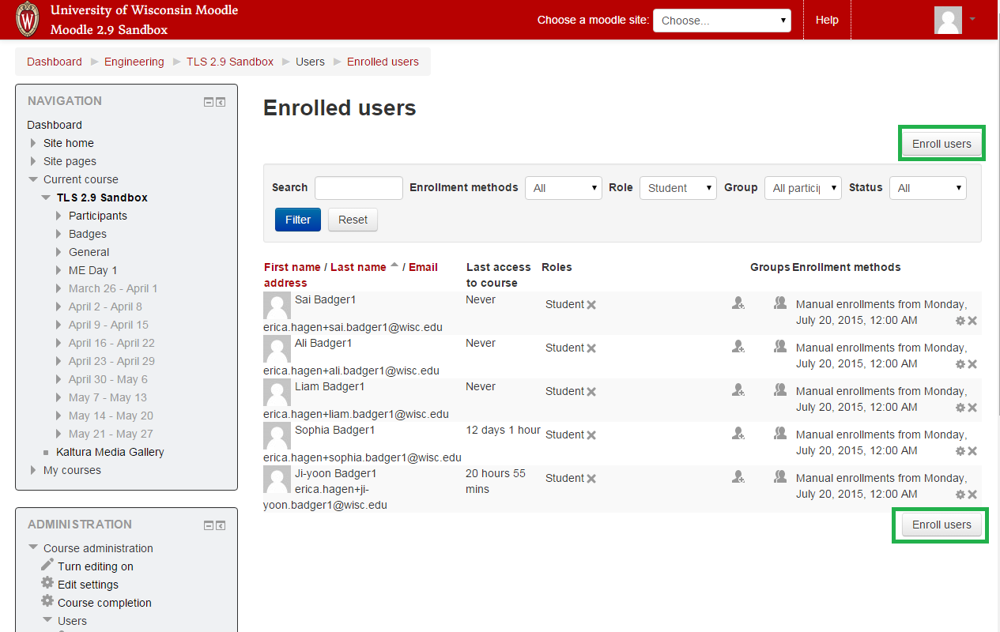 University of Wisconsin Moodle
Moodle 2.9 Sandbox
Choose a moodle site: Choose... Help
Dashboard Engineering TLS 2.9 Sandbox Users Enrolled users
NAVIGATION
Dashboard
Site home
Site pages
Current course
TLS 2.9 Sandbox
Participants
Badges
General
ME Day 1
March 26 - April 1
April 2 - April 8
April 9 - April 15
April 16 - April 22
April 23 - April 29
April 30 - May 6
May 7 - May 13
May 14 - May 20
May 21 - May 27
Kaltura Media Gallery
My courses
ADMINISTRATION
Course administration
Turn editing on
Edit settings
Course completion
Users
Enrolled users
Enroll users
Search Enrollment methods All Role Student Group All particip Status All
Filter Reset
First name / Last name / Email
address
Last access
to course
Roles
Groups Enrollment methods
Sai Badger1
erica.hagen+sai.badger1@wisc.edu
Never
Student
Manual enrollments from Monday,
July 20, 2015, 12:00 AM
Ali Badger1
erica.hagen+ali.badger1@wisc.edu
Never
Student
Manual enrollments from Monday,
July 20, 2015, 12:00 AM
Liam Badger1
erica.hagen+liam.badger1@wisc.edu
Never
Student
Manual enrollments from Monday,
July 20, 2015, 12:00 AM
Sophia Badger1
erica.hagen+sophia.badger1@wisc.edu
12 days 1 hour
Student
Manual enrollments from Monday,
July 20, 2015, 12:00 AM
Ji-yoon Badger1
erica.hagen+ji-
yoon.badger1@wisc.edu
20 hours 55
mins
Student
Manual enrollments from Monday,
July 20, 2015, 12:00 AM
Enroll users